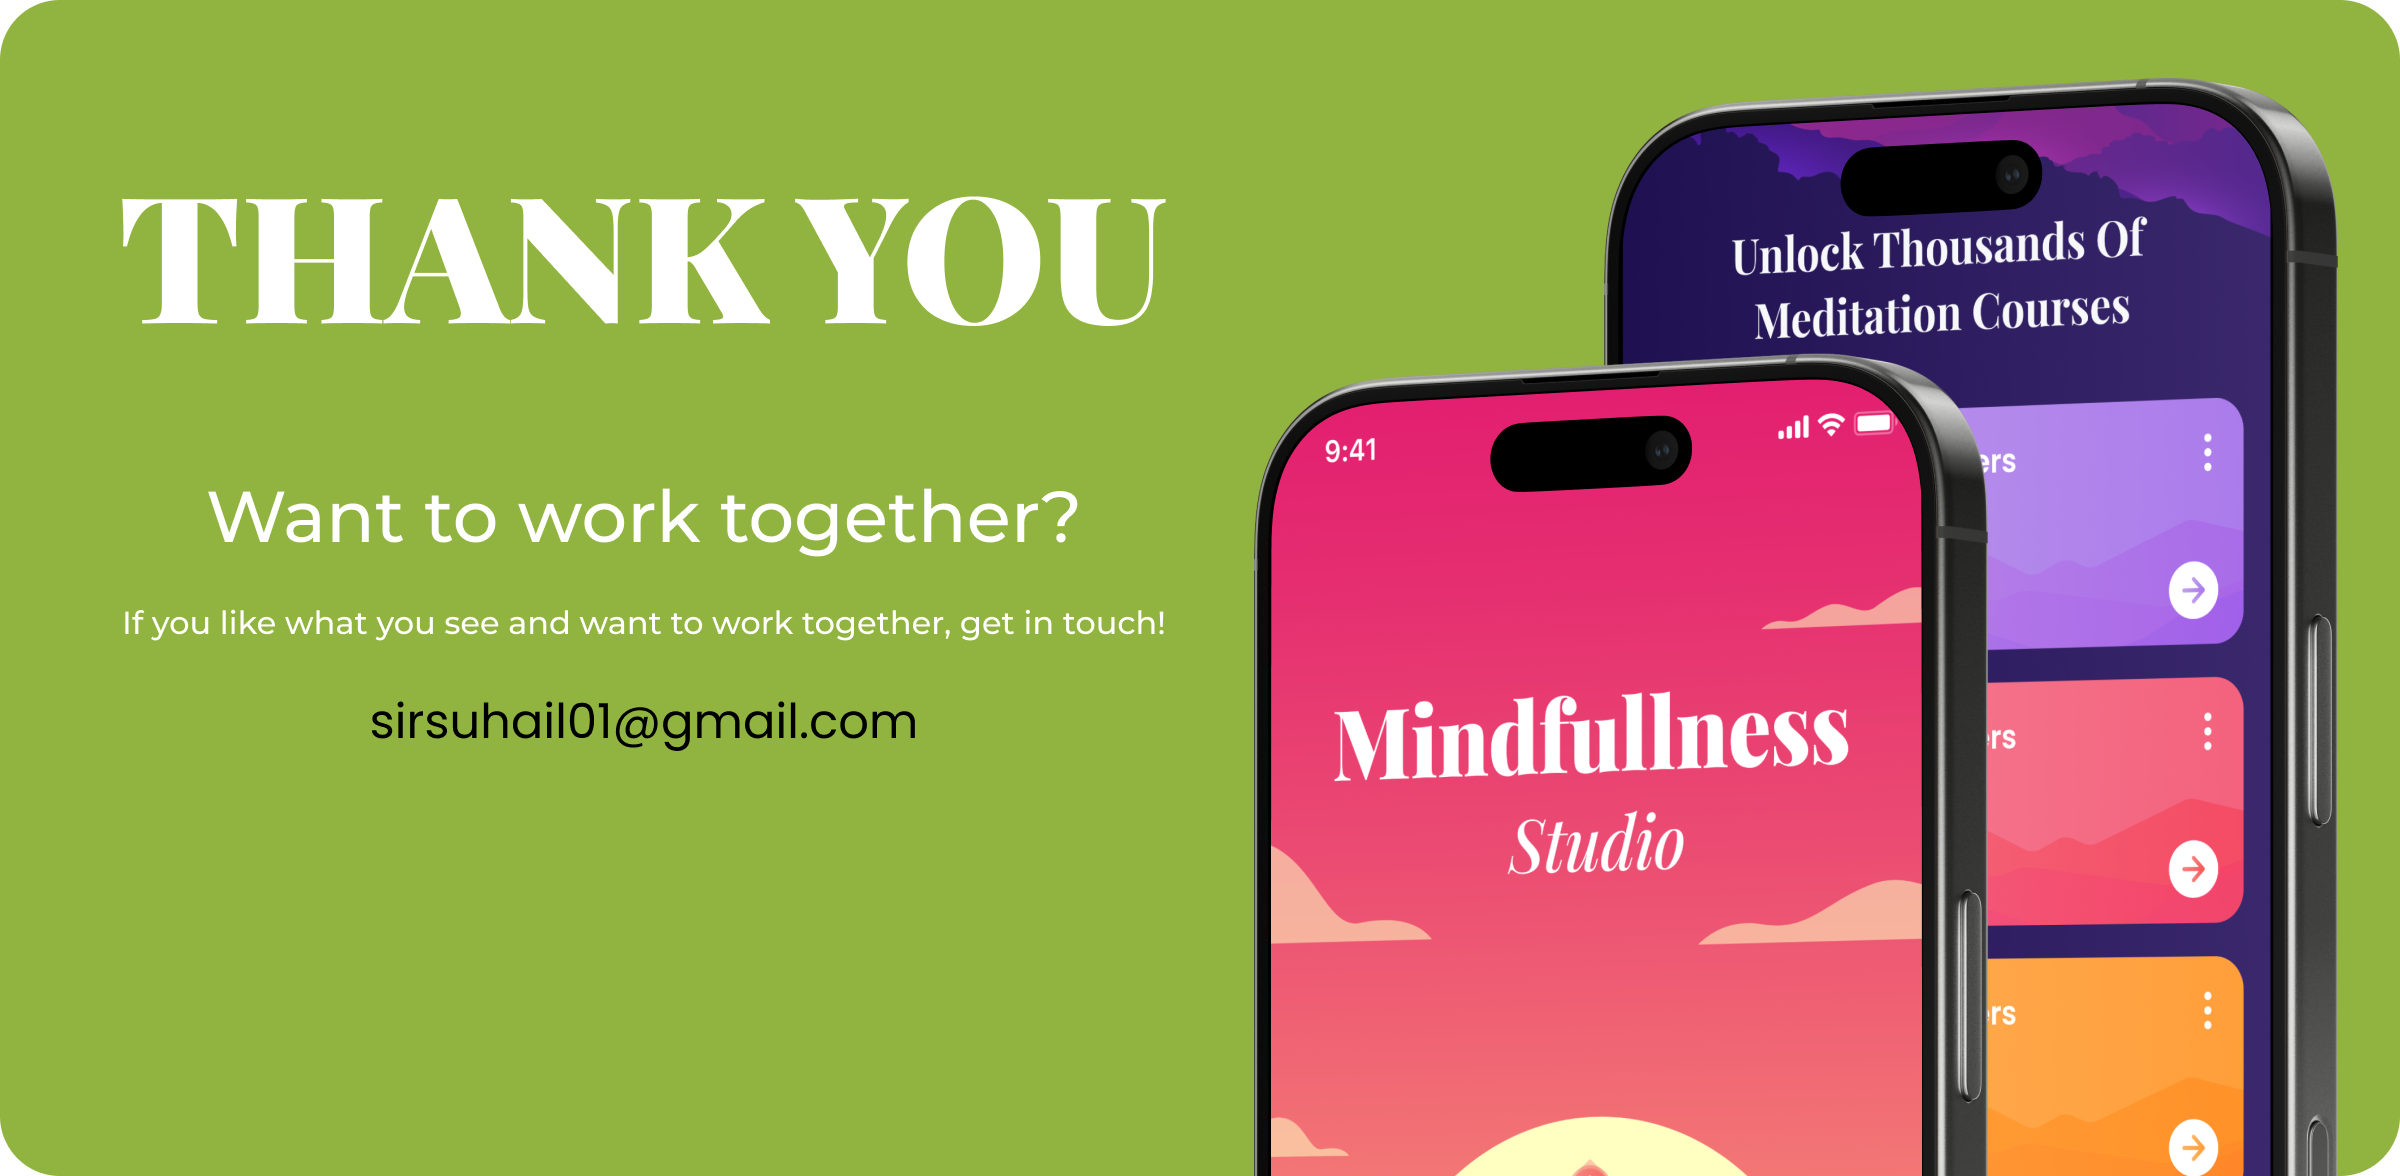 THANK YOU
Want to work together?
If you like what you see and want to work together, get in touch!
sirsuhail01@gmail.com
9:41
Mindfullness
Studio
Unlock Thousands Of
Meditation Courses